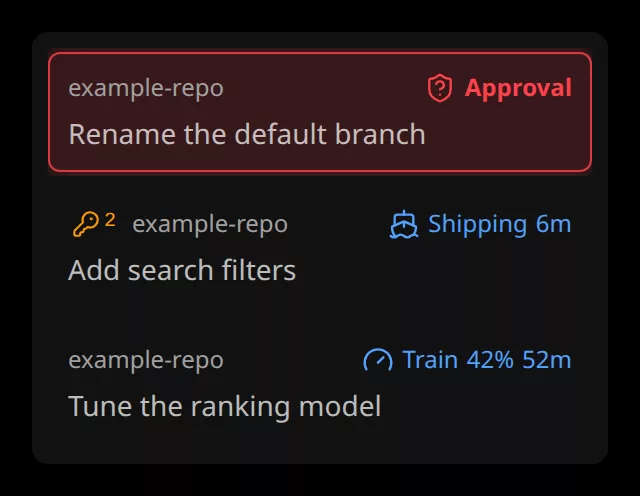 example-repo Approval
Rename the default branch
2 example-repo Shipping 6m
Add search filters
example-repo Train 42% 52m
Tune the ranking model